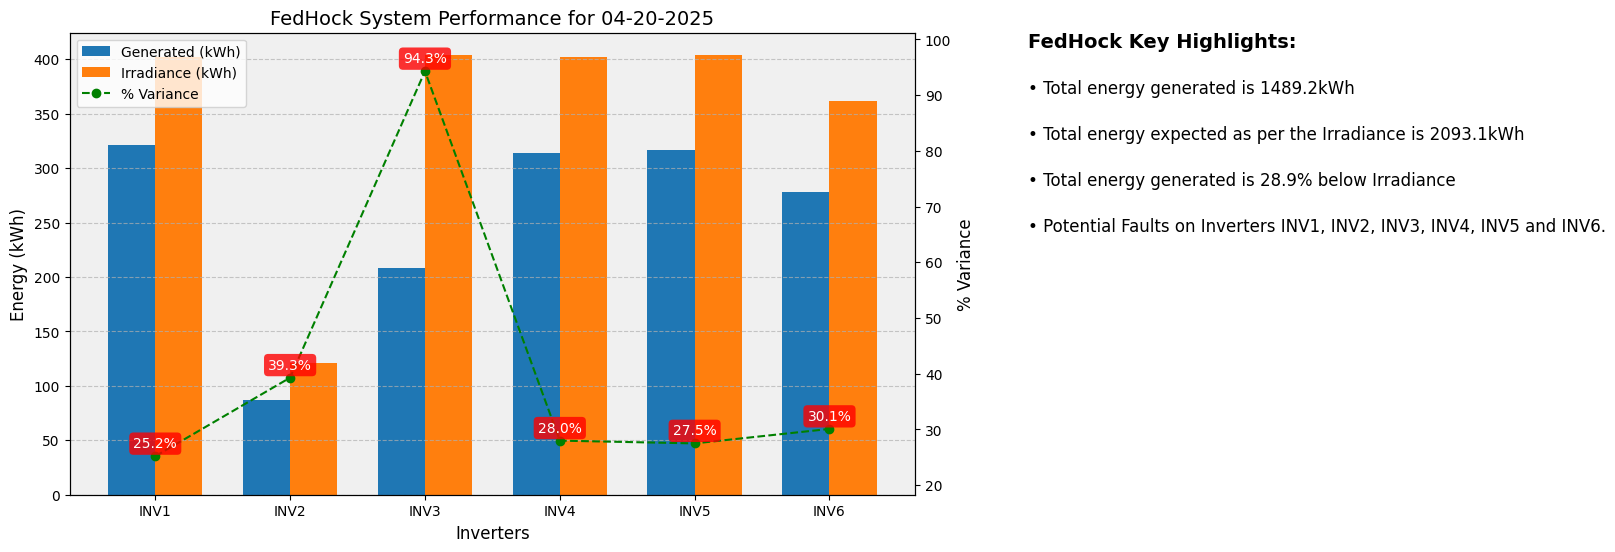 FedHock System Performance for 04-20-2025
Generated (kWh)
Irradiance (kWh)
% Variance
Energy (kWh)
400
350
300
250
200
150
100
50
0
25.2%
39.3%
94.3%
28.0%
27.5%
30.1%
100
90
80
70
60
50
40
30
20
% Variance
INV1 INV2 INV3 INV4 INV5 INV6
Inverters
FedHock Key Highlights:
• Total energy generated is 1489.2kWh
• Total energy expected as per the Irradiance is 2093.1kWh
• Total energy generated is 28.9% below Irradiance
• Potential Faults on Inverters INV1, INV2, INV3, INV4, INV5 and INV6.